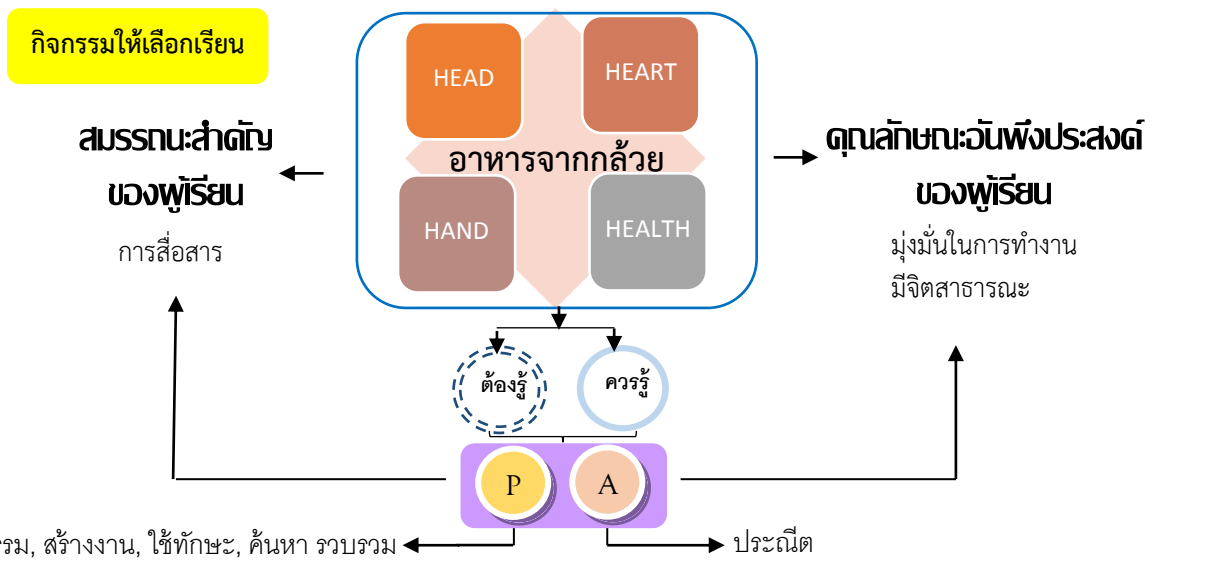 กิจกรรมให้เลือกเรียน
HEAD
HEART
สมรรถนะสำคัญ
ของผู้เรียน
อาหารจากกล้วย
คุณลักษณะอันพึงประสงค์
ของผู้เรียน
การสื่อสาร
HAND
HEALTH
มุ่งมั่นในการทำงาน
มีจิตสาธารณะ
ต้องรู้
ควรรู้
P
A
สร้างงาน, ใช้ทักษะ, ค้นหา รวบรวม
ประณีต